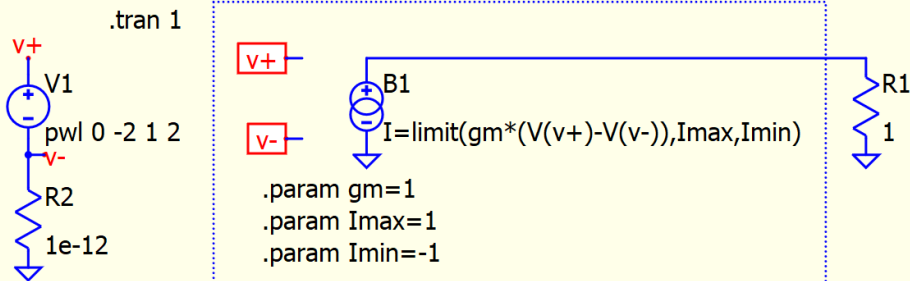 .tran 1
v+
V1
pwl 0 -2 1 2
v-
R2
1e-12
v+
v-
B1
I=limit(gm*(V(v+)-V(v-)),Imax,Imin)
.param gm=1
.param Imax=1
.param Imin=-1
R1
1